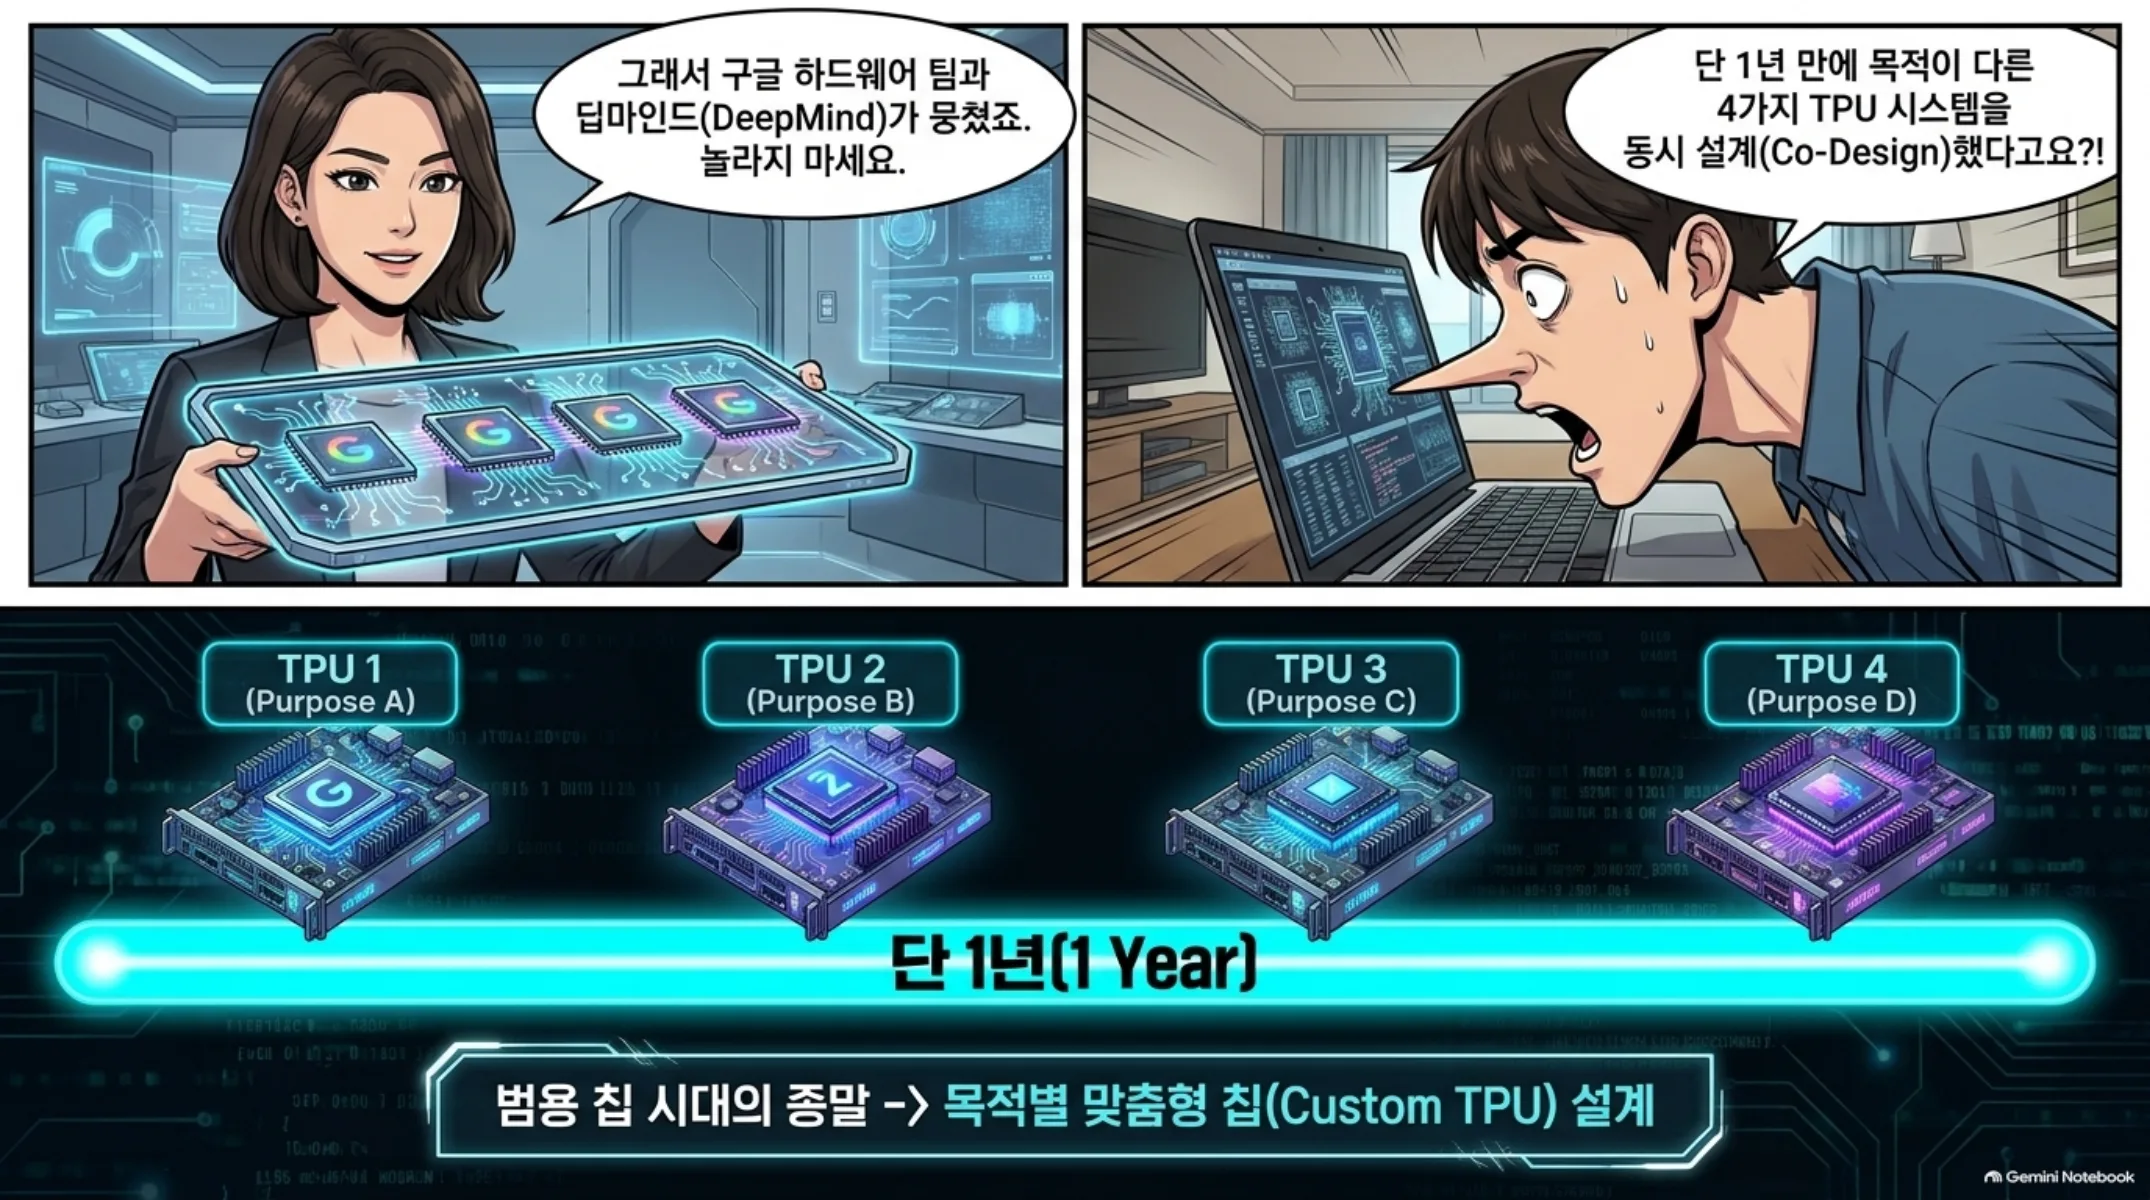 그래서 구글 하드웨어 팀과
딥마인드(DeepMind)가 뭉쳤죠.
놀라지 마세요.
단 1년 만에 목적이 다른
4가지 TPU 시스템을
동시 설계(Co-Design)했다고요?!
TPU 1
(Purpose A)
TPU 2
(Purpose B)
TPU 3
(Purpose C)
TPU 4
(Purpose D)
단 1년(1 Year)
범용 칩 시대의 종말 -> 목적별 맞춤형 칩(Custom TPU) 설계
Gemini Notebook